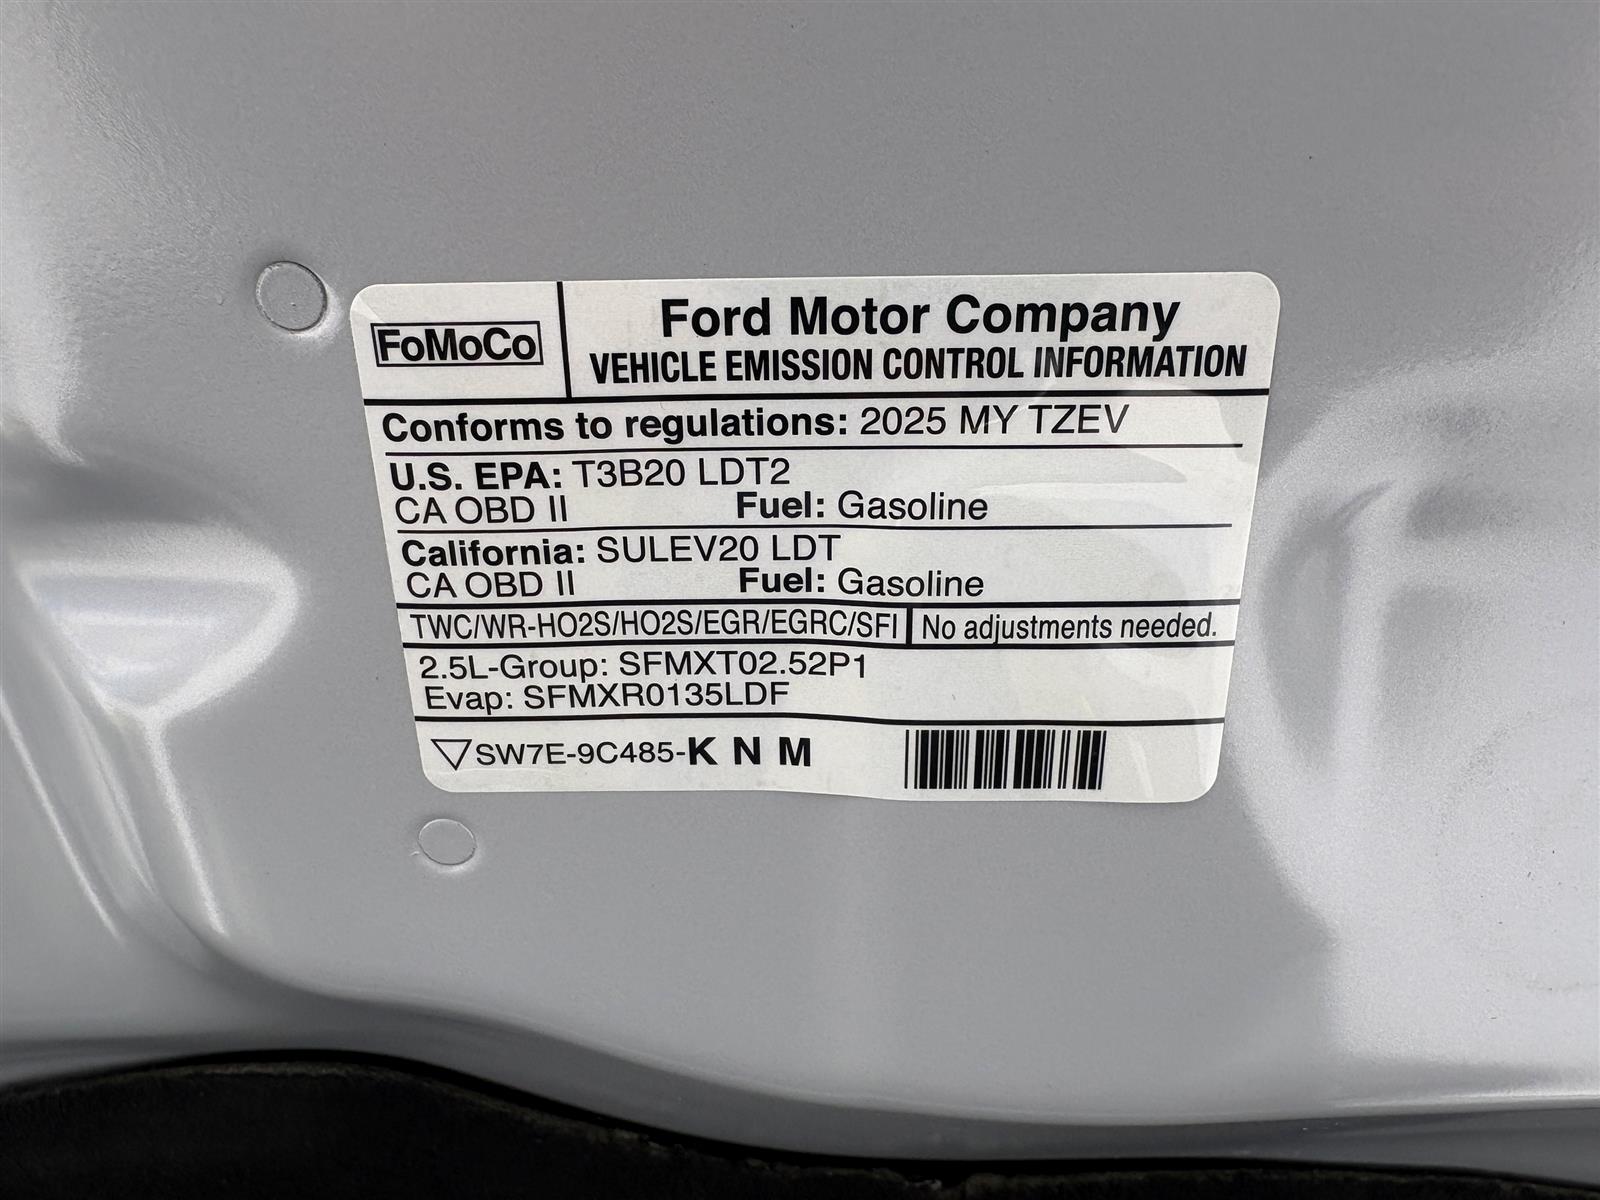 FoMoCo
Ford Motor Company
VEHICLE EMISSION CONTROL INFORMATION
Conforms to regulations: 2025 MY TZEV
U.S. EPA: T3B20 LDT2
CA OBD II Fuel: Gasoline
California: SULEV20 LDT
CA OBD II Fuel: Gasoline
TWC/WR-HO2S/HO2S/EGR/EGRC/SFI No adjustments needed.
2.5L-Group: SFMXT02.52P1
Evap: SFMXR0135LDF
SW7E-9C485-K N M